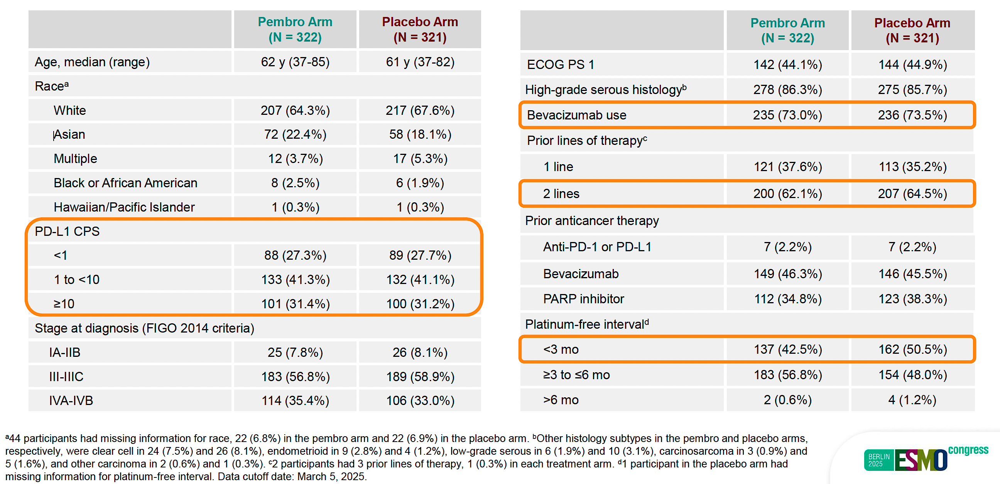 Pembro Arm (N = 322) Placebo Arm (N = 321)
Age, median (range) 62 y (37-85) 61 y (37-82)
Raceᵃ
White 207 (64.3%) 217 (67.6%)
Asian 72 (22.4%) 58 (18.1%)
Multiple 12 (3.7%) 17 (5.3%)
Black or African American 8 (2.5%) 6 (1.9%)
Hawaiian/Pacific Islander 1 (0.3%) 1 (0.3%)
PD-L1 CPS
<1 88 (27.3%) 89 (27.7%)
1 to <10 133 (41.3%) 132 (41.1%)
≥10 101 (31.4%) 100 (31.2%)
Stage at diagnosis (FIGO 2014 criteria)
IA-IIB 25 (7.8%) 26 (8.1%)
III-IIIC 183 (56.8%) 189 (58.9%)
IVA-IVB 114 (35.4%) 106 (33.0%)
Pembro Arm (N = 322) Placebo Arm (N = 321)
ECOG PS 1 142 (44.1%) 144 (44.9%)
High-grade serous histologyᵇ 278 (86.3%) 275 (85.7%)
Bevacizumab use 235 (73.0%) 236 (73.5%)
Prior lines of therapyᶜ
1 line 121 (37.6%) 113 (35.2%)
2 lines 200 (62.1%) 207 (64.5%)
Prior anticancer therapy
Anti-PD-1 or PD-L1 7 (2.2%) 7 (2.2%)
Bevacizumab 149 (46.3%) 146 (45.5%)
PARP inhibitor 112 (34.8%) 123 (38.3%)
Platinum-free intervalᵈ
<3 mo 137 (42.5%) 162 (50.5%)
≥3 to ≤6 mo 183 (56.8%) 154 (48.0%)
>6 mo 2 (0.6%) 4 (1.2%)
ᵃ44 participants had missing information for race, 22 (6.8%) in the pembro arm and 22 (6.9%) in the placebo arm. ᵇOther histology subtypes in the pembro and placebo arms,
respectively, were clear cell in 24 (7.5%) and 26 (8.1%), endometrioid in 9 (2.8%) and 4 (1.2%), low-grade serous in 6 (1.9%) and 10 (3.1%), carcinosarcoma in 3 (0.9%) and
5 (1.6%), and other carcinoma in 2 (0.6%) and 1 (0.3%). ᶜ2 participants had 3 prior lines of therapy, 1 (0.3%) in each treatment arm. ᵈ1 participant in the placebo arm had
missing information for platinum-free interval. Data cutoff date: March 5, 2025.
BERLIN
2025
ESMO congress